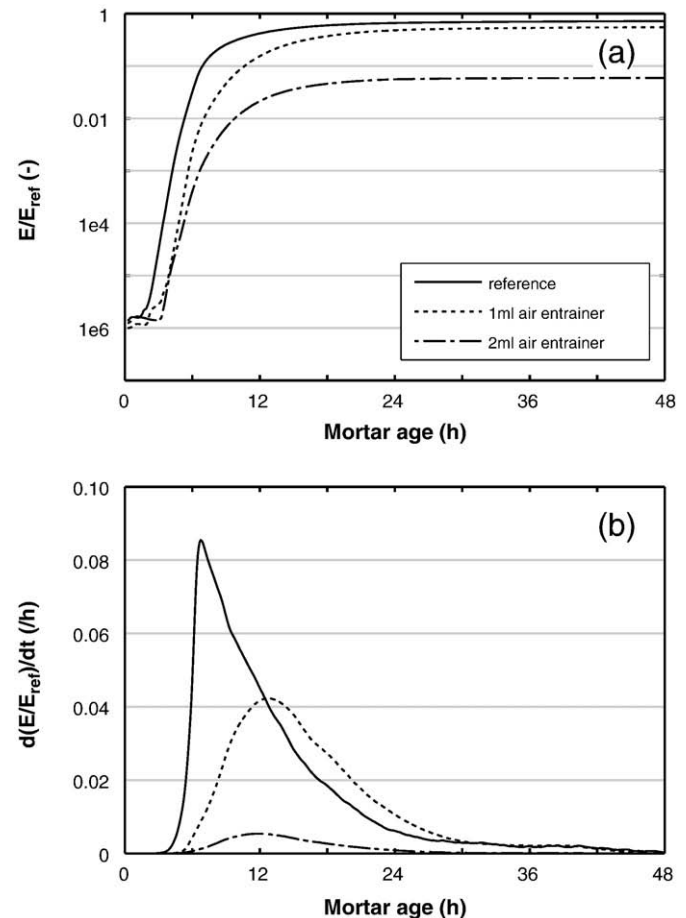 1
(a)
0.01
E/Eref (-)
1e4
reference
1ml air entrainer
2ml air entrainer
1e6
0 12 24 36 48
Mortar age (h)
0.10
(b)
0.08
d(E/Eref)/dt (/h)
0.06
0.04
0.02
0
0 12 24 36 48
Mortar age (h)